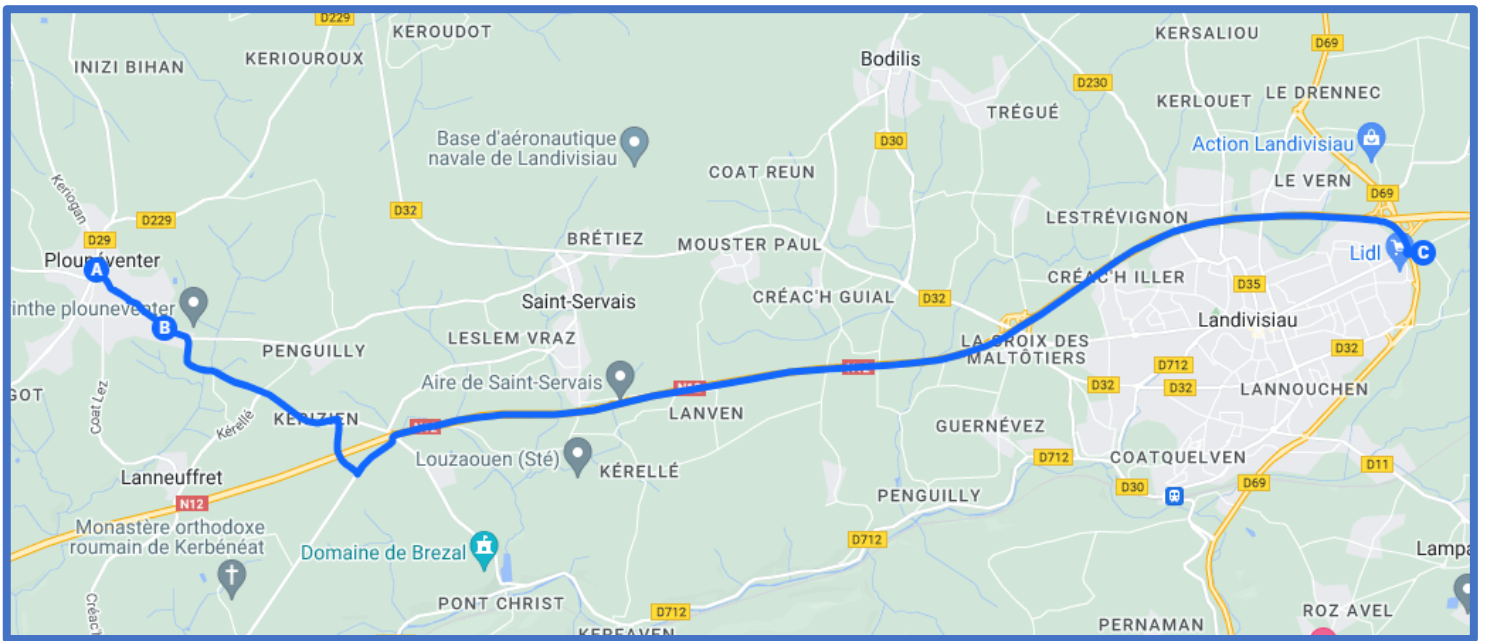 D229
KEROUDOT
KERSALIOU
D69
KERIOUROUX
INIZI BIHAN
Bodilis
D230
LE DRENNEC
KERLOUET
TRÉGUÉ
Base d'aéronautique
navale de Landivisiau
D30
Action Landivisiau
COAT REUN
LE VERN
Keriogan
D69
D229
D32
LESTRÉVIGNON
D29
BRÉTIEZ
MOUSTER PAUL
Plounéventer
A
Lidl
C
CRÉAC'H ILLER
D35
inthe plouneventer
Saint-Servais
CRÉAC'H GUIAL
D32
B
Landivisiau
LESLEM VRAZ
LA CROIX DES
MALTÔTIERS
PENGUILLY
D32
D712
Aire de Saint-Servais
N12
D32
D32
LANNOUCHEN
GOT
Coat Lez
Kérellé
KERIZIEN
LANVEN
GUERNÉVEZ
Louzaouen (Sté)
KÉRELLÉ
D712
COATQUELVEN
D11
Lanneuffret
N12
PENGUILLY
D30
D69
Monastère orthodoxe
roumain de Kerbénéat
D712
Domaine de Brezal
Lampa
PONT CHRIST
D712
ROZ AVEL
PERNAMAN
KERFAVEN